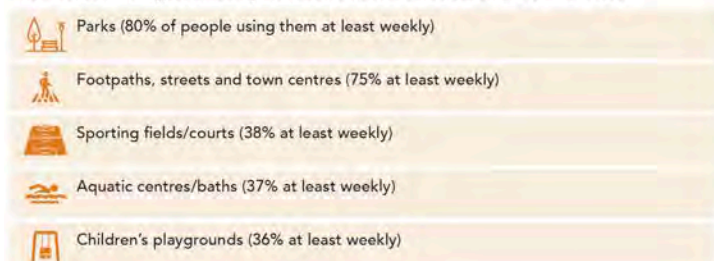 Parks (80% of people using them at least weekly)
Footpaths, streets and town centres (75% at least weekly)
Sporting fields/courts (38% at least weekly)
Aquatic centres/baths (37% at least weekly)
Children's playgrounds (36% at least weekly)